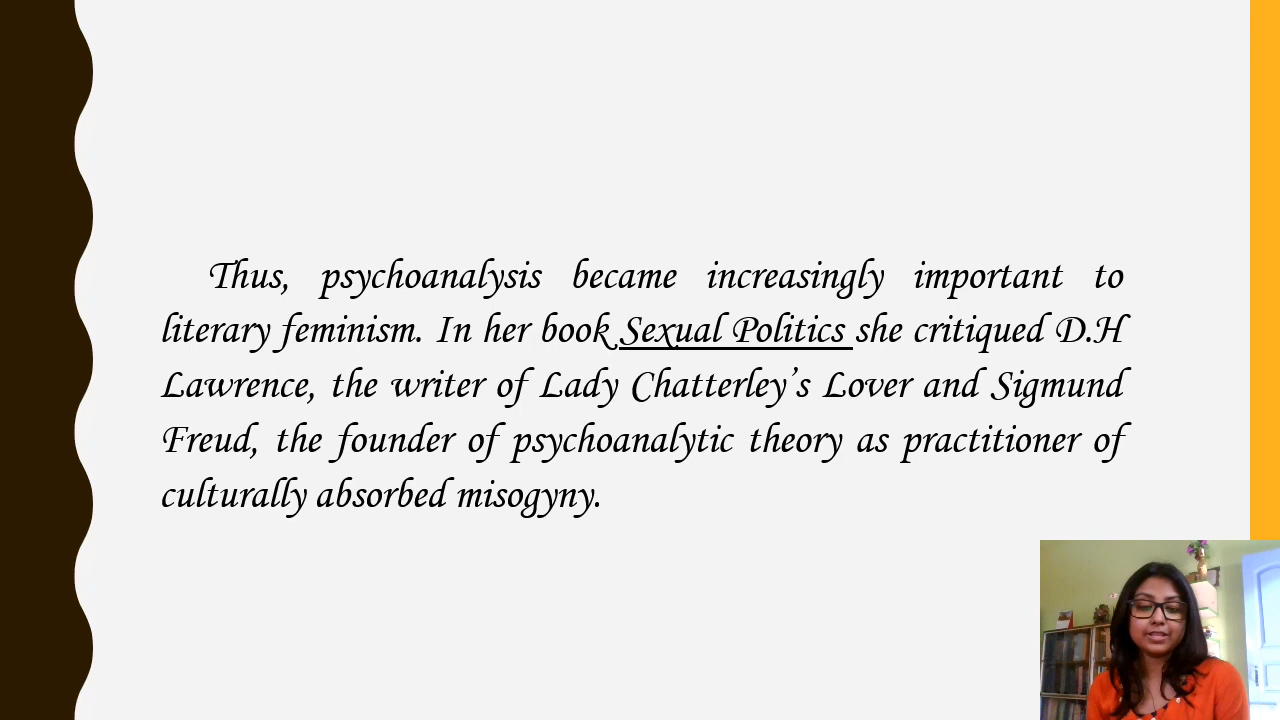 Thus, psychoanalysis became increasingly important to
literary feminism. In her book Sexual Politics she critiqued D.H
Lawrence, the writer of Lady Chatterley’s Lover and Sigmund
Freud, the founder of psychoanalytic theory as practitioner of
culturally absorbed misogyny.